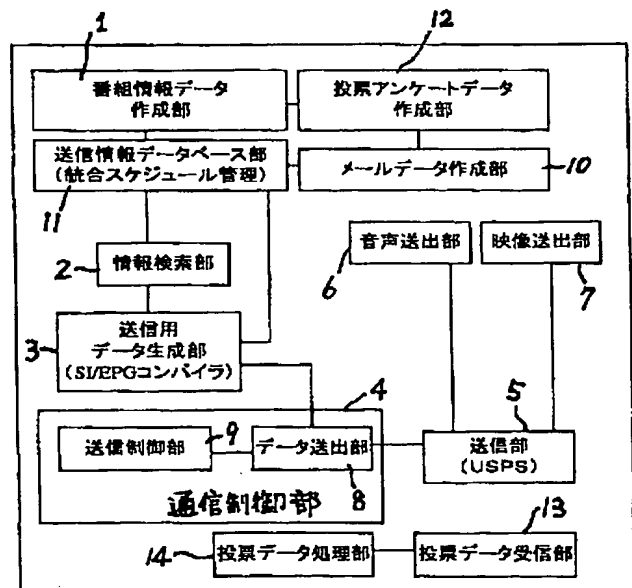 1
12
番組情報データ
作成部
投票アンケートデータ
作成部
送信情報データベース部
(統合スケジュール管理)
メールデータ作成部
10
11
2
情報検索部
6
音声送出部
映像送出部
7
3
送信用
データ生成部
(SI/EPGコンパイラ)
4
5
送信制御部
9
データ送出部
8
送信部
(USPS)
通信制御部
13
14
投票データ処理部
投票データ受信部